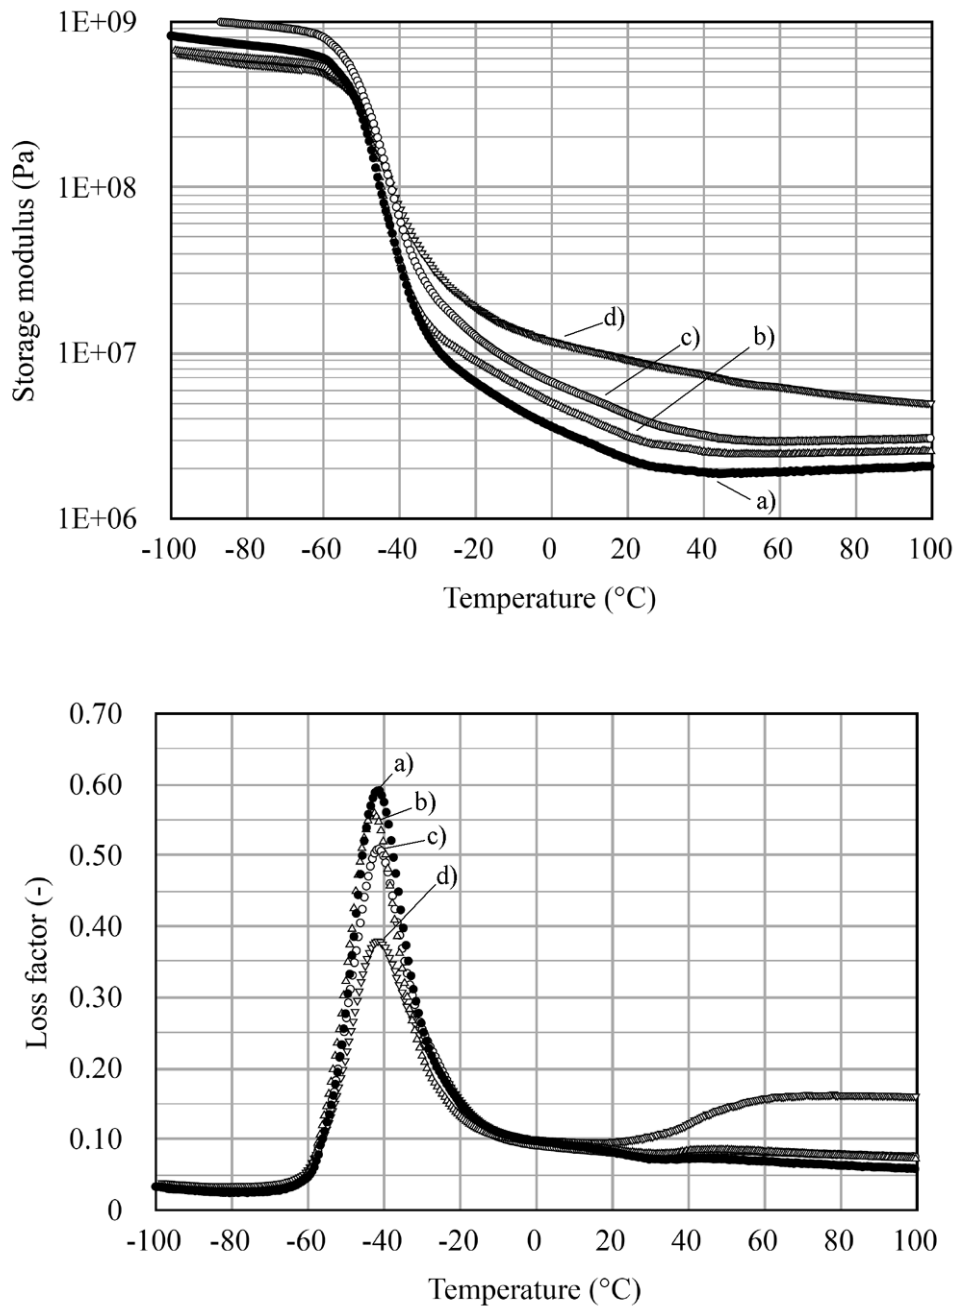 1E+09
1E+08
1E+07
1E+06
Storage modulus (Pa)
d)
c)
b)
a)
-100 -80 -60 -40 -20 0 20 40 60 80 100
Temperature (°C)
0.70
0.60
0.50
0.40
0.30
0.20
0.10
0
Loss factor (-)
a)
b)
c)
d)
-100 -80 -60 -40 -20 0 20 40 60 80 100
Temperature (°C)